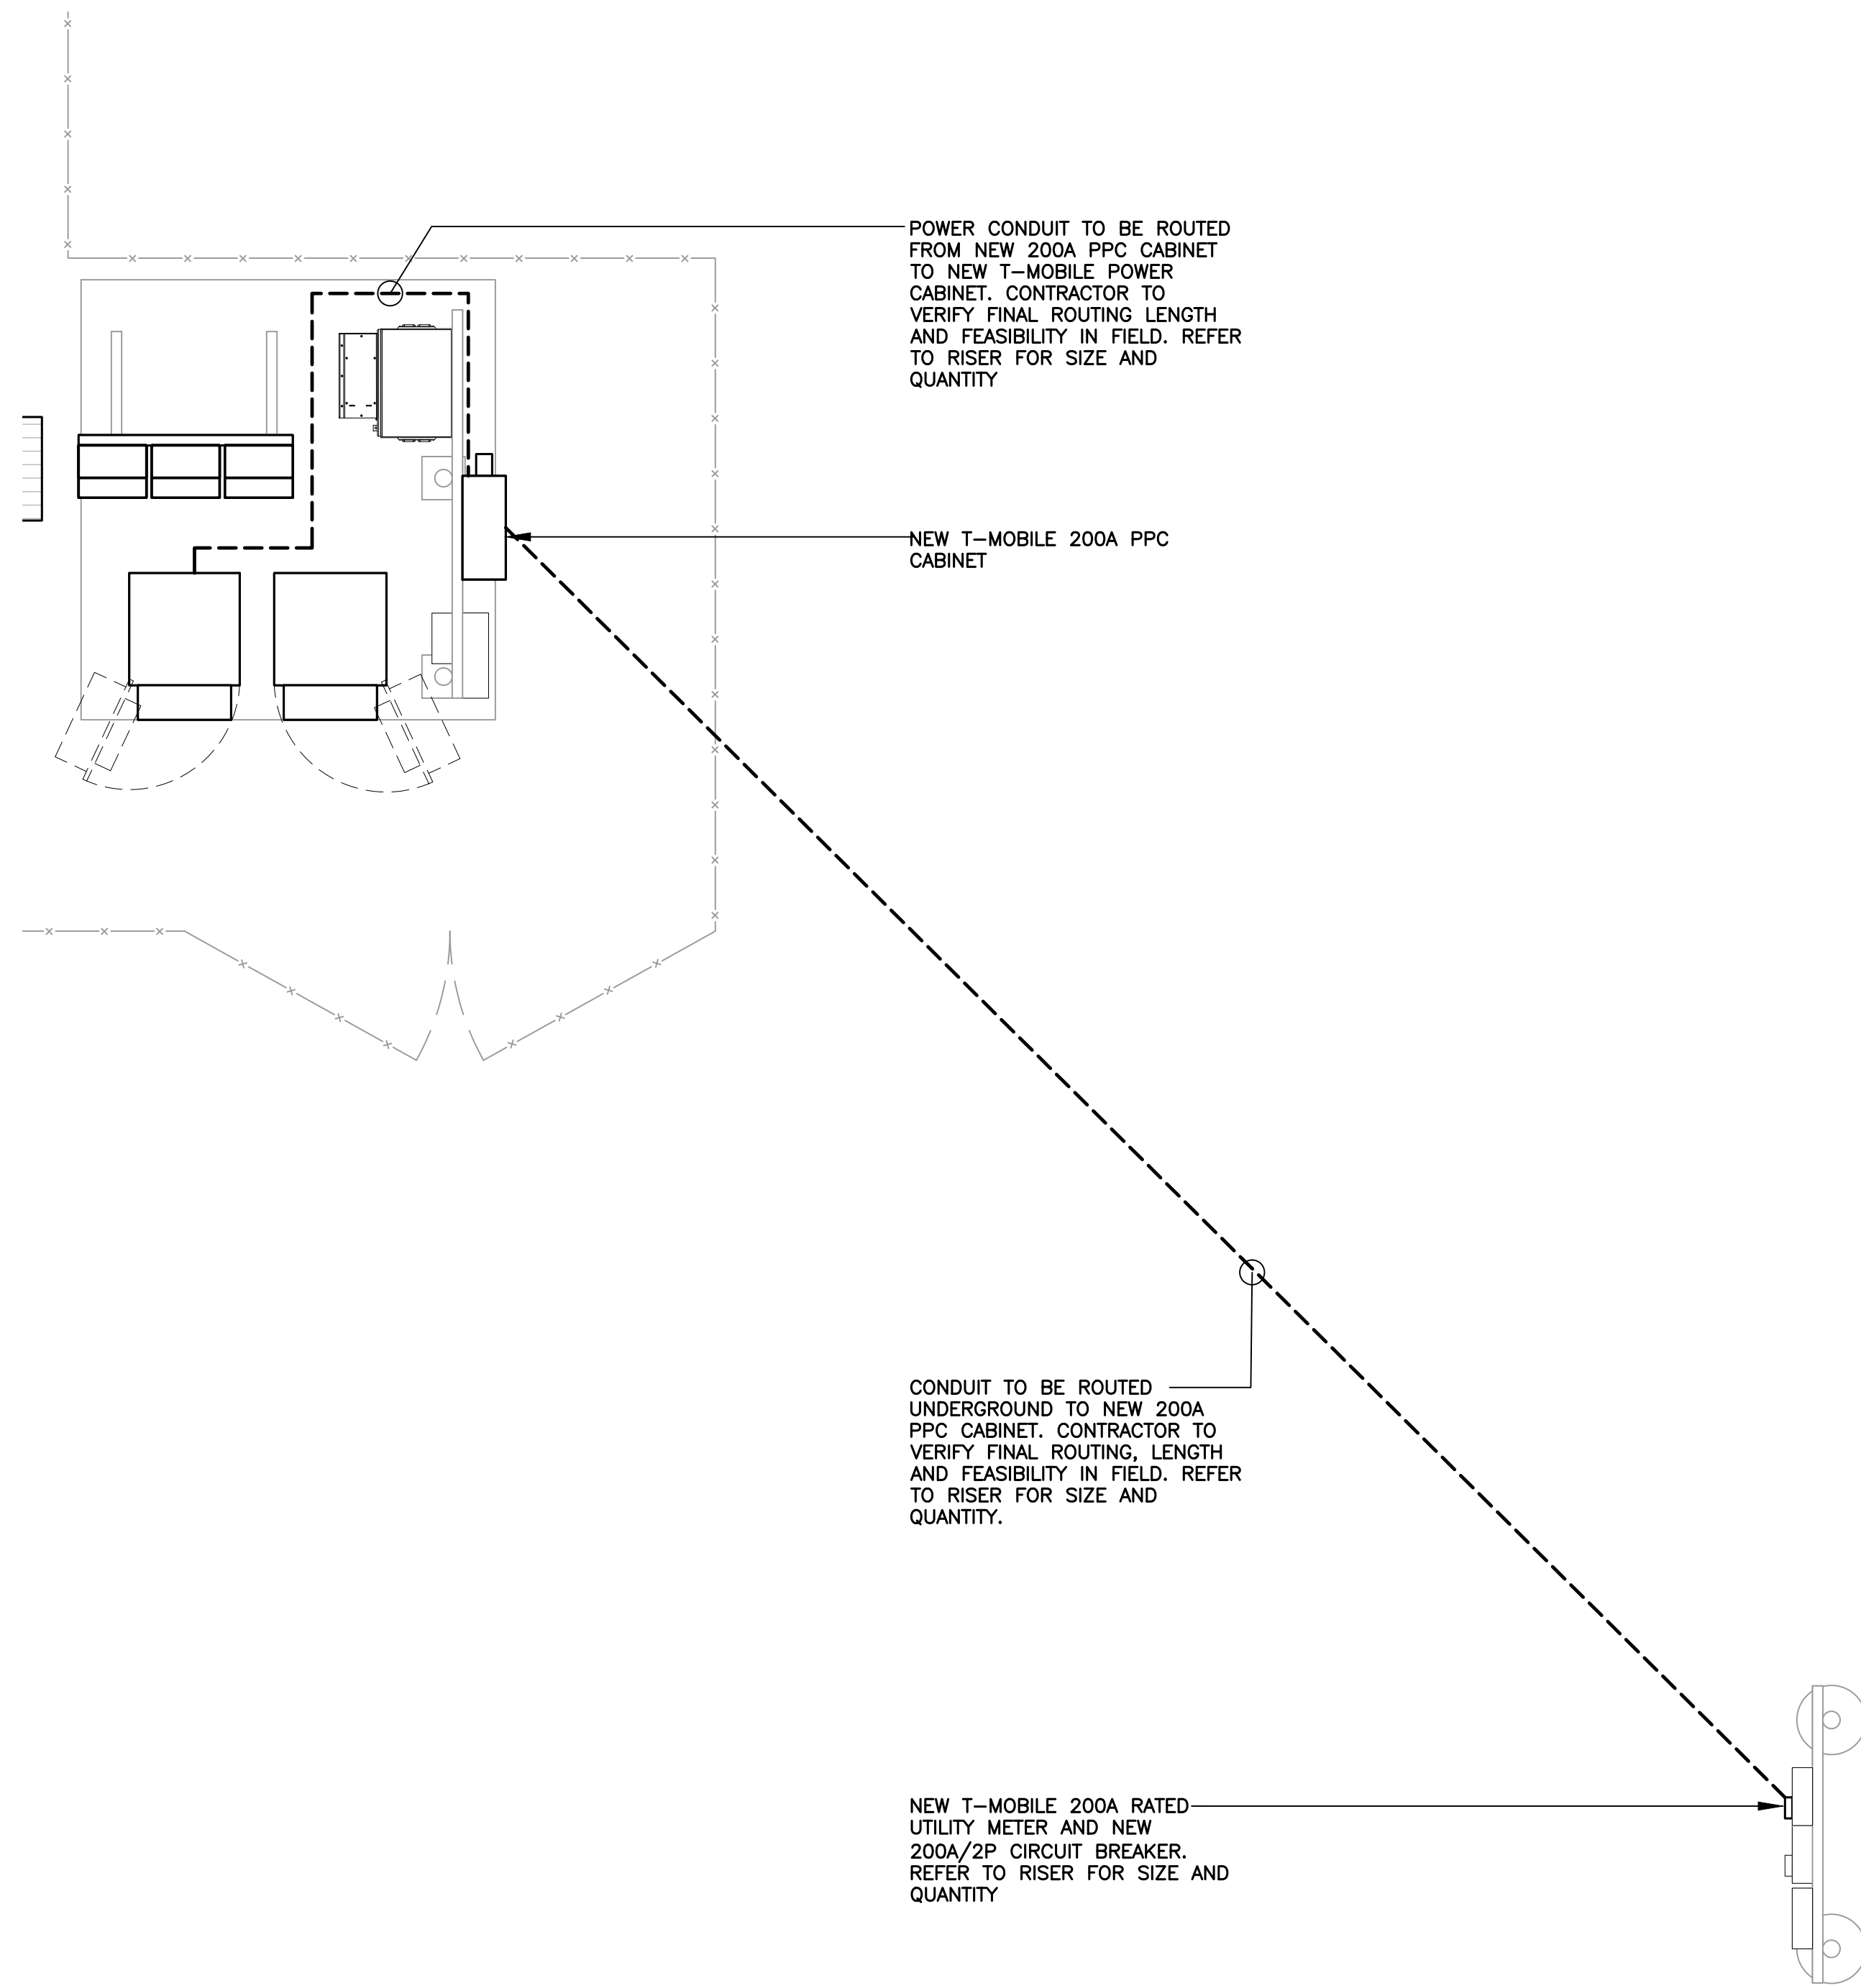 POWER CONDUIT TO BE ROUTED
FROM NEW 200A PPC CABINET
TO NEW T-MOBILE POWER
CABINET. CONTRACTOR TO
VERIFY FINAL ROUTING LENGTH
AND FEASIBILITY IN FIELD. REFER
TO RISER FOR SIZE AND
QUANTITY
NEW T-MOBILE 200A PPC
CABINET
CONDUIT TO BE ROUTED
UNDERGROUND TO NEW 200A
PPC CABINET. CONTRACTOR TO
VERIFY FINAL ROUTING, LENGTH
AND FEASIBILITY IN FIELD. REFER
TO RISER FOR SIZE AND
QUANTITY.
NEW T-MOBILE 200A RATED
UTILITY METER AND NEW
200A/2P CIRCUIT BREAKER.
REFER TO RISER FOR SIZE AND
QUANTITY